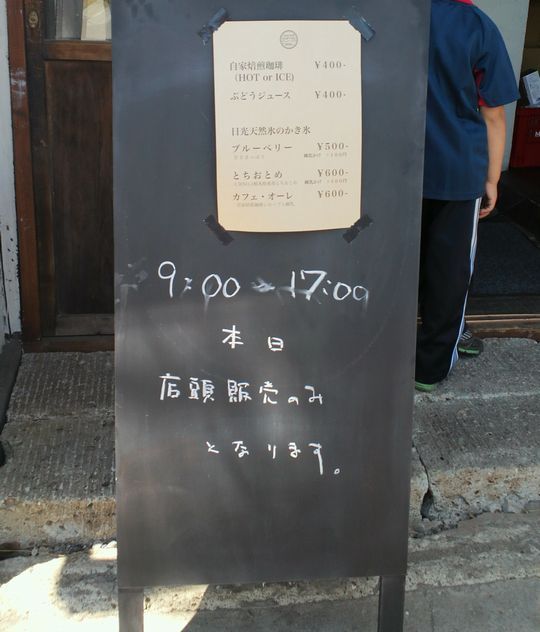 自家焙煎珈琲 ¥400-
(HOT or ICE)
ぶどうジュース ¥400-
日光天然氷のかき氷
ブルーベリー ¥500-
とちおとめ ¥600-
カフェ・オーレ ¥600-
9:00~17:00
本日
店頭販売のみ
となります。